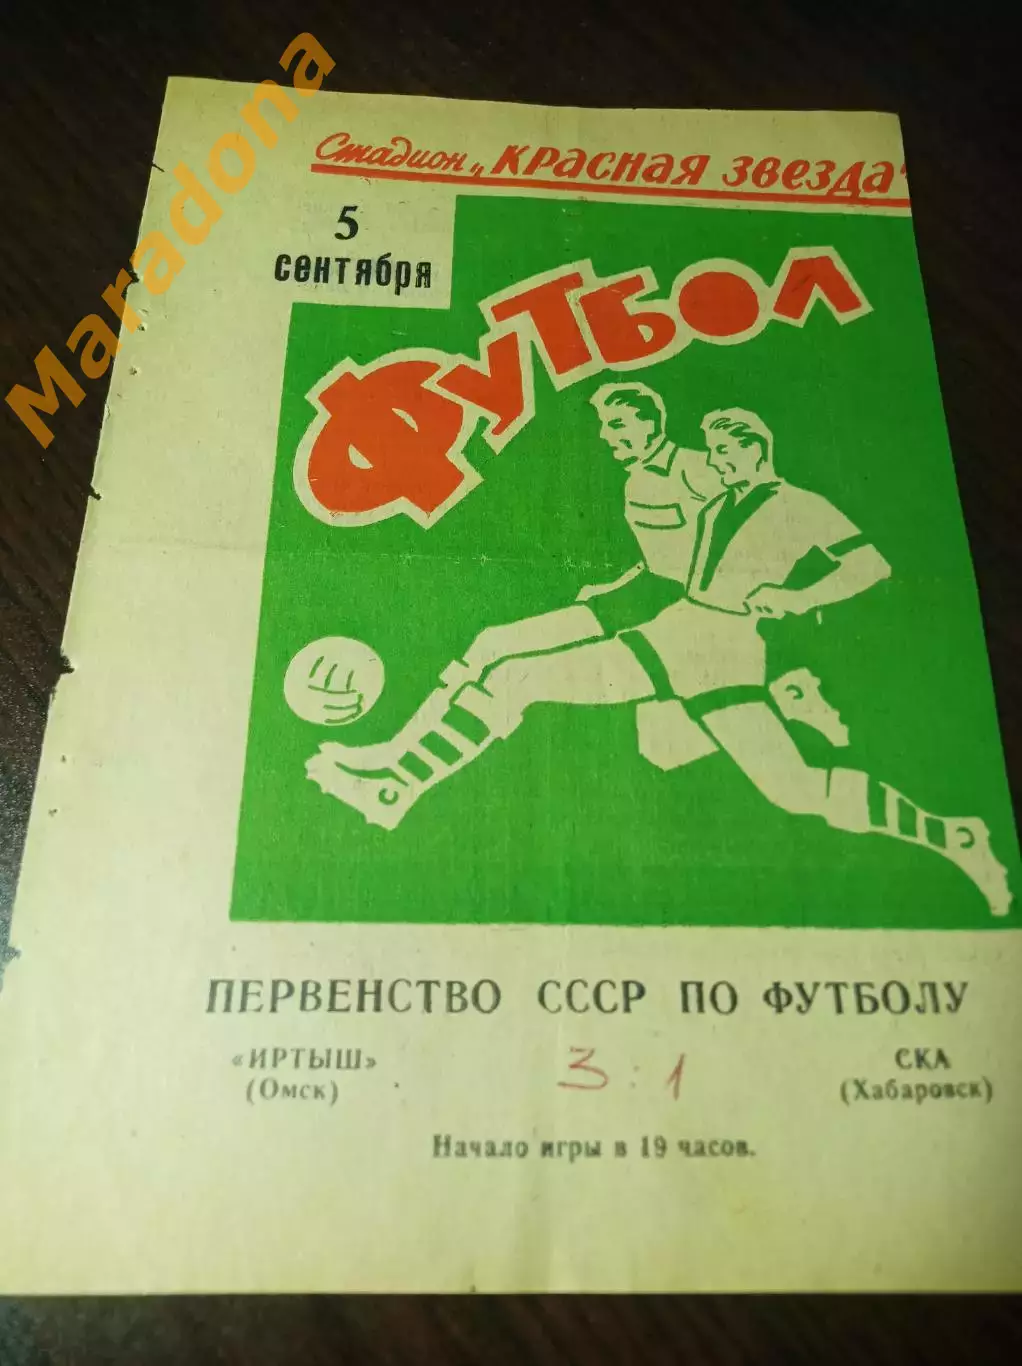 Maradona
Стадион „КРАСНАЯ ЗВЕЗДА“
5
сентября
ФУТБОЛ
ПЕРВЕНСТВО СССР ПО ФУТБОЛУ
«ИРТЫШ» 3:1 СКА
(Омск) (Хабаровск)
Начало игры в 19 часов.